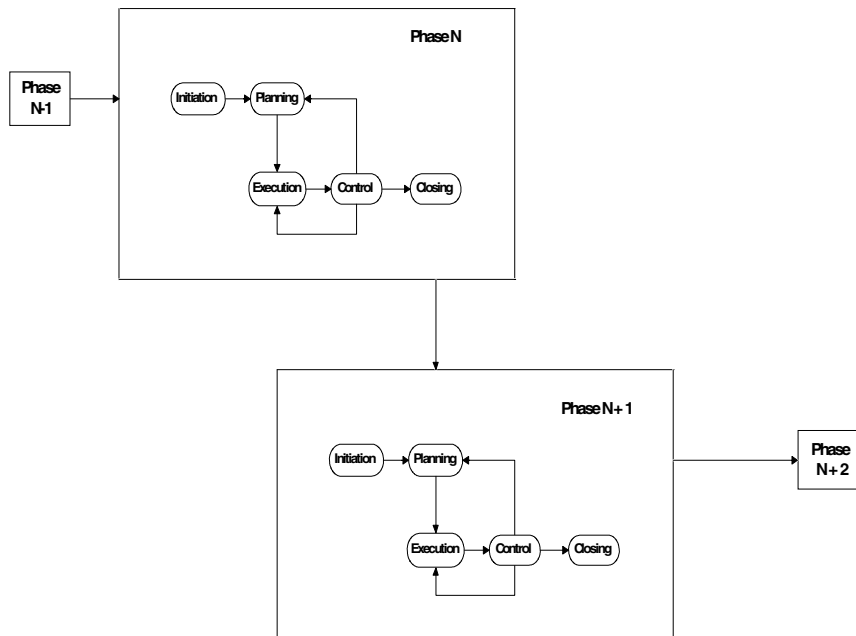 Phase N
Phase
N-1
Initiation
Planning
Execution
Control
Closing
Phase N + 1
Initiation
Planning
Phase
N + 2
Execution
Control
Closing